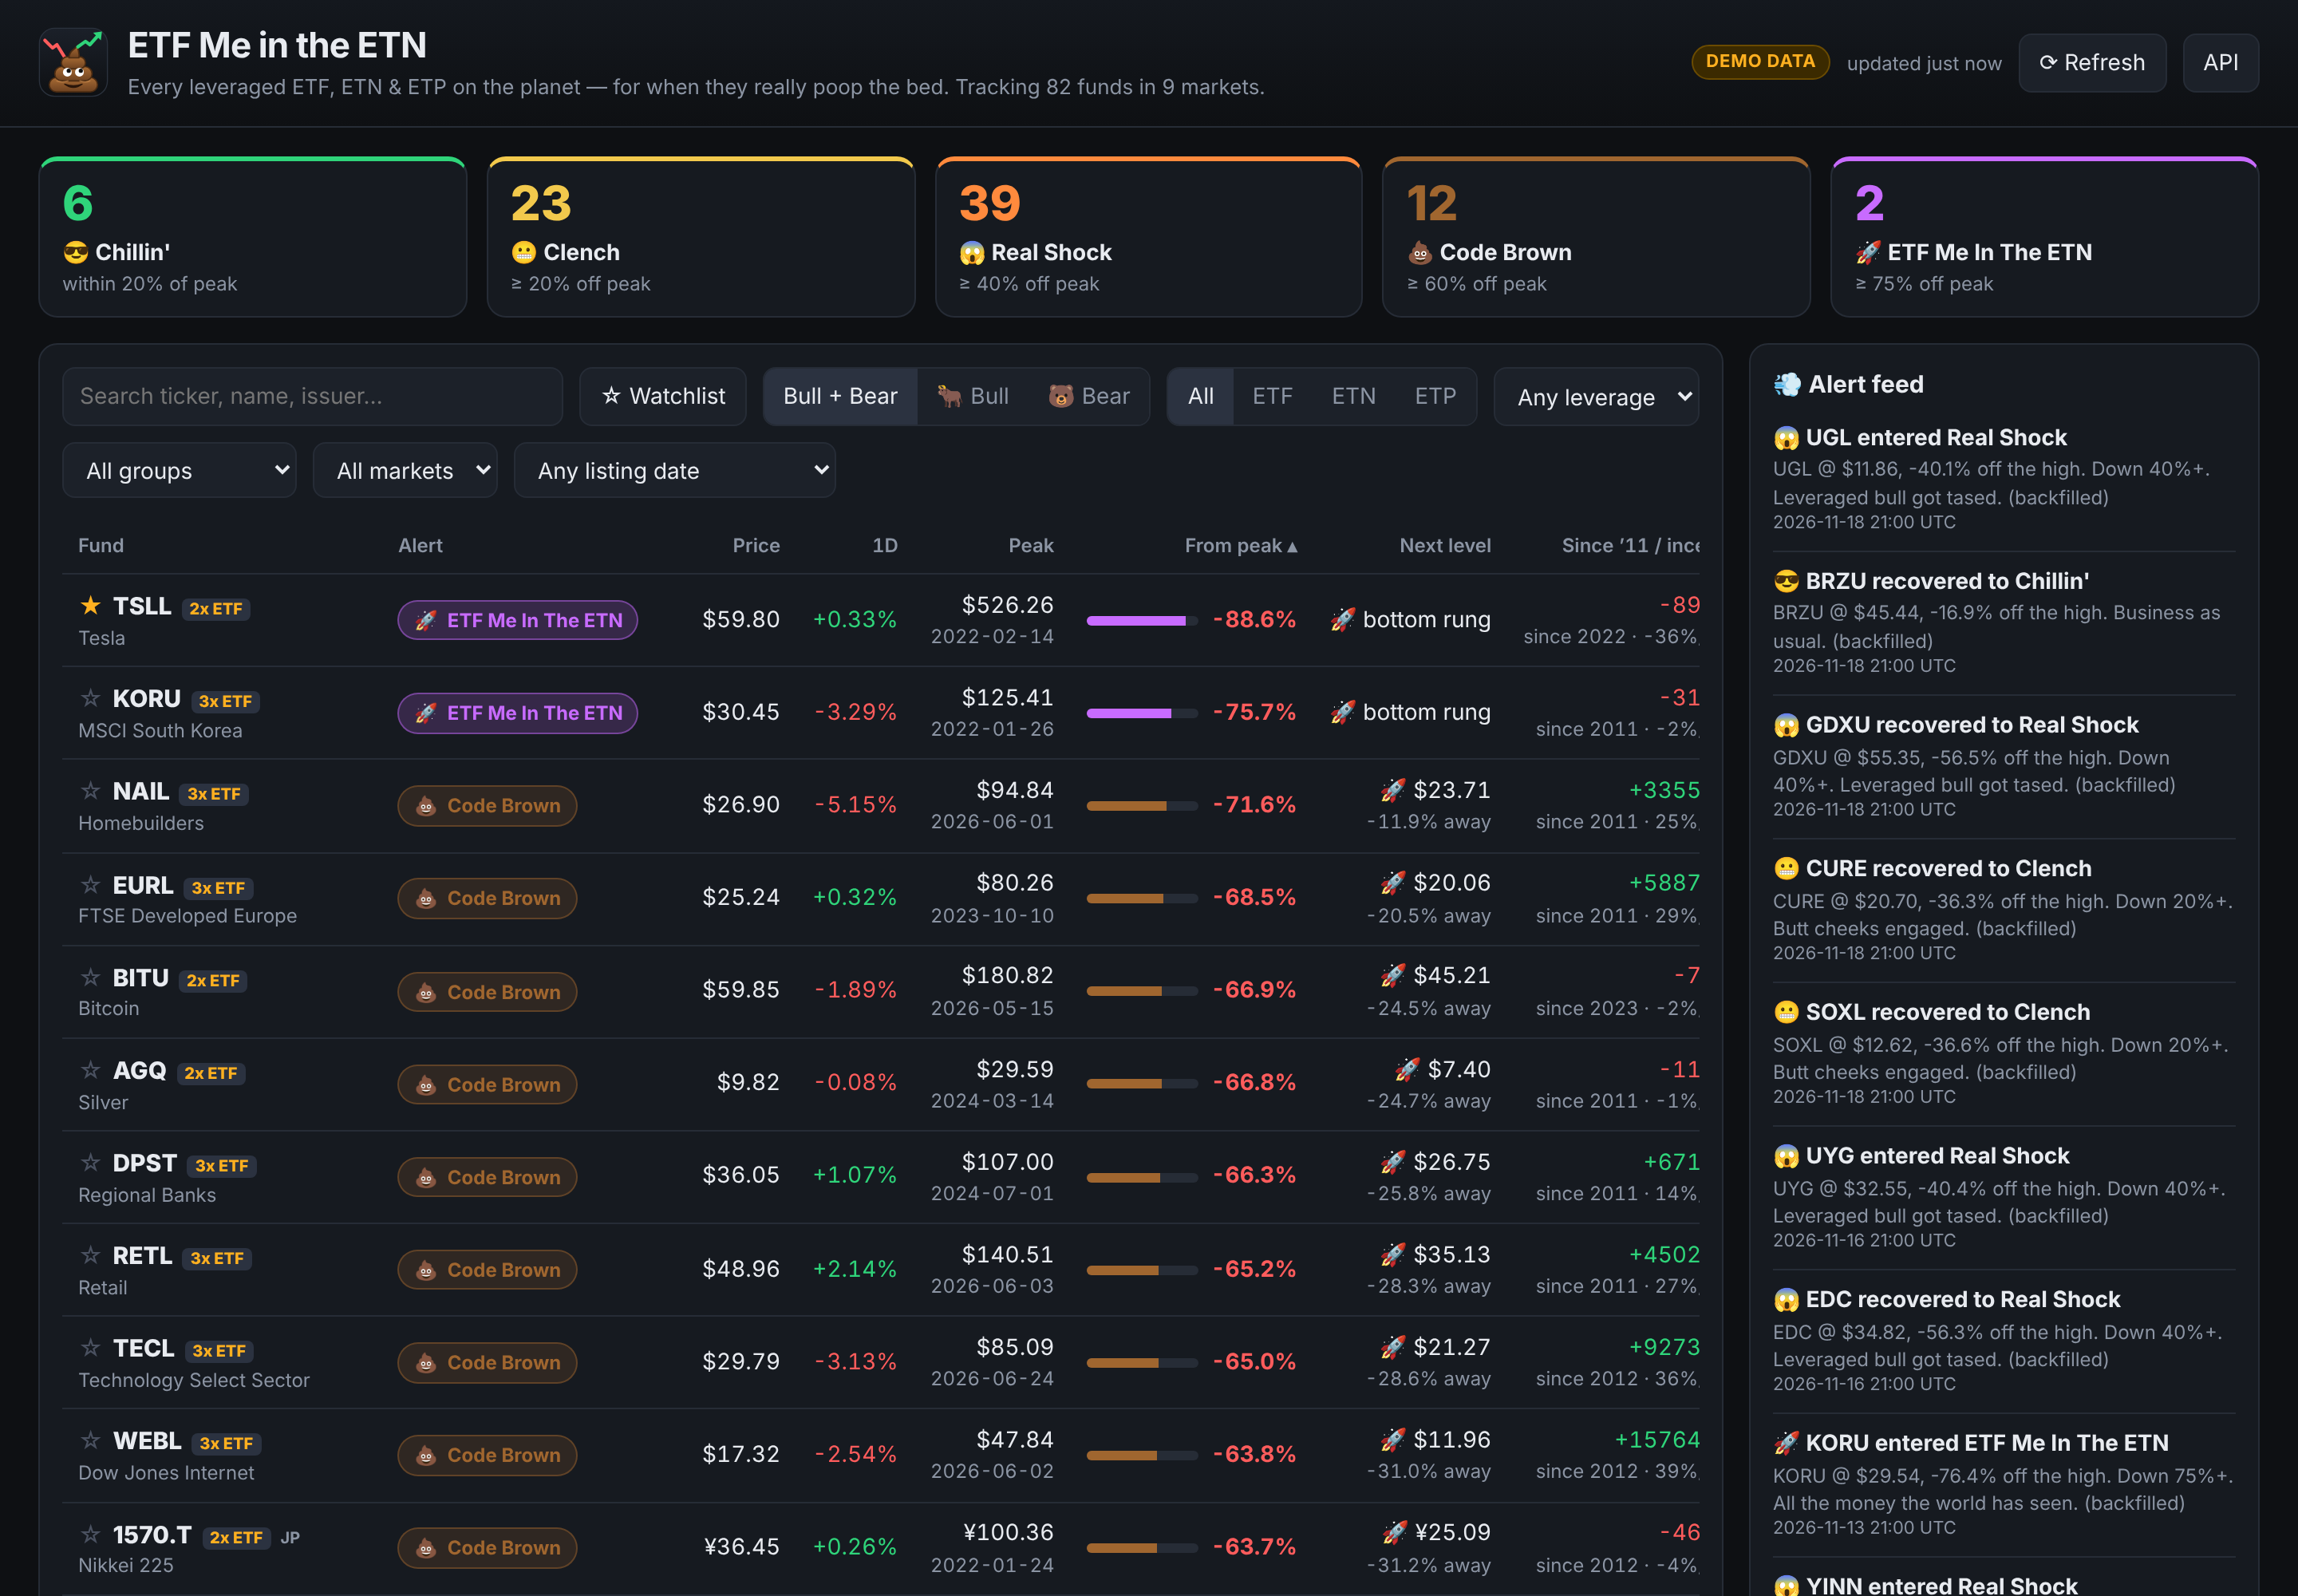 ETF Me in the ETN
Every leveraged ETF, ETN & ETP on the planet — for when they really poop the bed. Tracking 82 funds in 9 markets.
DEMO DATA updated just now ⟳ Refresh API
6
😎 Chillin'
within 20% of peak
23
😬 Clench
≥ 20% off peak
39
😱 Real Shock
≥ 40% off peak
12
💩 Code Brown
≥ 60% off peak
2
🚀 ETF Me In The ETN
≥ 75% off peak
Search ticker, name, issuer... ☆ Watchlist Bull + Bear 🐂 Bull 🐻 Bear All ETF ETN ETP Any leverage
All groups All markets Any listing date
Fund Alert Price 1D Peak From peak ▲ Next level Since '11 / ince
★ TSLL 2x ETF 🚀 ETF Me In The ETN $59.80 +0.33% $526.26 -88.6% 🚀 bottom rung -89
Tesla 2022-02-14 since 2022 · -36%
☆ KORU 3x ETF 🚀 ETF Me In The ETN $30.45 -3.29% $125.41 -75.7% 🚀 bottom rung -31
MSCI South Korea 2022-01-26 since 2011 · -2%
☆ NAIL 3x ETF 💩 Code Brown $26.90 -5.15% $94.84 -71.6% 🚀 $23.71 +3355
Homebuilders 2026-06-01 -11.9% away since 2011 · 25%
☆ EURL 3x ETF 💩 Code Brown $25.24 +0.32% $80.26 -68.5% 🚀 $20.06 +5887
FTSE Developed Europe 2023-10-10 -20.5% away since 2011 · 29%
☆ BITU 2x ETF 💩 Code Brown $59.85 -1.89% $180.82 -66.9% 🚀 $45.21 -7
Bitcoin 2026-05-15 -24.5% away since 2023 · -2%
☆ AGQ 2x ETF 💩 Code Brown $9.82 -0.08% $29.59 -66.8% 🚀 $7.40 -11
Silver 2024-03-14 -24.7% away since 2011 · -1%
☆ DPST 3x ETF 💩 Code Brown $36.05 +1.07% $107.00 -66.3% 🚀 $26.75 +671
Regional Banks 2024-07-01 -25.8% away since 2011 · 14%
☆ RETL 3x ETF 💩 Code Brown $48.96 +2.14% $140.51 -65.2% 🚀 $35.13 +4502
Retail 2026-06-03 -28.3% away since 2011 · 27%
☆ TECL 3x ETF 💩 Code Brown $29.79 -3.13% $85.09 -65.0% 🚀 $21.27 +9273
Technology Select Sector 2026-06-24 -28.6% away since 2012 · 36%
☆ WEBL 3x ETF 💩 Code Brown $17.32 -2.54% $47.84 -63.8% 🚀 $11.96 +15764
Dow Jones Internet 2026-06-02 -31.0% away since 2012 · 39%
☆ 1570.T 2x ETF JP 💩 Code Brown ¥36.45 +0.26% ¥100.36 -63.7% 🚀 ¥25.09 -46
Nikkei 225 2022-01-24 -31.2% away since 2012 · -4%
💨 Alert feed
😱 UGL entered Real Shock
UGL @ $11.86, -40.1% off the high. Down 40%+.
Leveraged bull got tased. (backfilled)
2026-11-18 21:00 UTC
😎 BRZU recovered to Chillin'
BRZU @ $45.44, -16.9% off the high. Business as
usual. (backfilled)
2026-11-18 21:00 UTC
😱 GDXU recovered to Real Shock
GDXU @ $55.35, -56.5% off the high. Down
40%+. Leveraged bull got tased. (backfilled)
2026-11-18 21:00 UTC
😬 CURE recovered to Clench
CURE @ $20.70, -36.3% off the high. Down 20%+.
Butt cheeks engaged. (backfilled)
2026-11-18 21:00 UTC
😬 SOXL recovered to Clench
SOXL @ $12.62, -36.6% off the high. Down 20%+.
Butt cheeks engaged. (backfilled)
2026-11-18 21:00 UTC
😱 UYG entered Real Shock
UYG @ $32.55, -40.4% off the high. Down 40%+.
Leveraged bull got tased. (backfilled)
2026-11-16 21:00 UTC
😱 EDC recovered to Real Shock
EDC @ $34.82, -56.3% off the high. Down 40%+.
Leveraged bull got tased. (backfilled)
2026-11-16 21:00 UTC
🚀 KORU entered ETF Me In The ETN
KORU @ $29.54, -76.4% off the high. Down 75%+.
All the money the world has seen. (backfilled)
2026-11-13 21:00 UTC
😱 YINN entered Real Shock